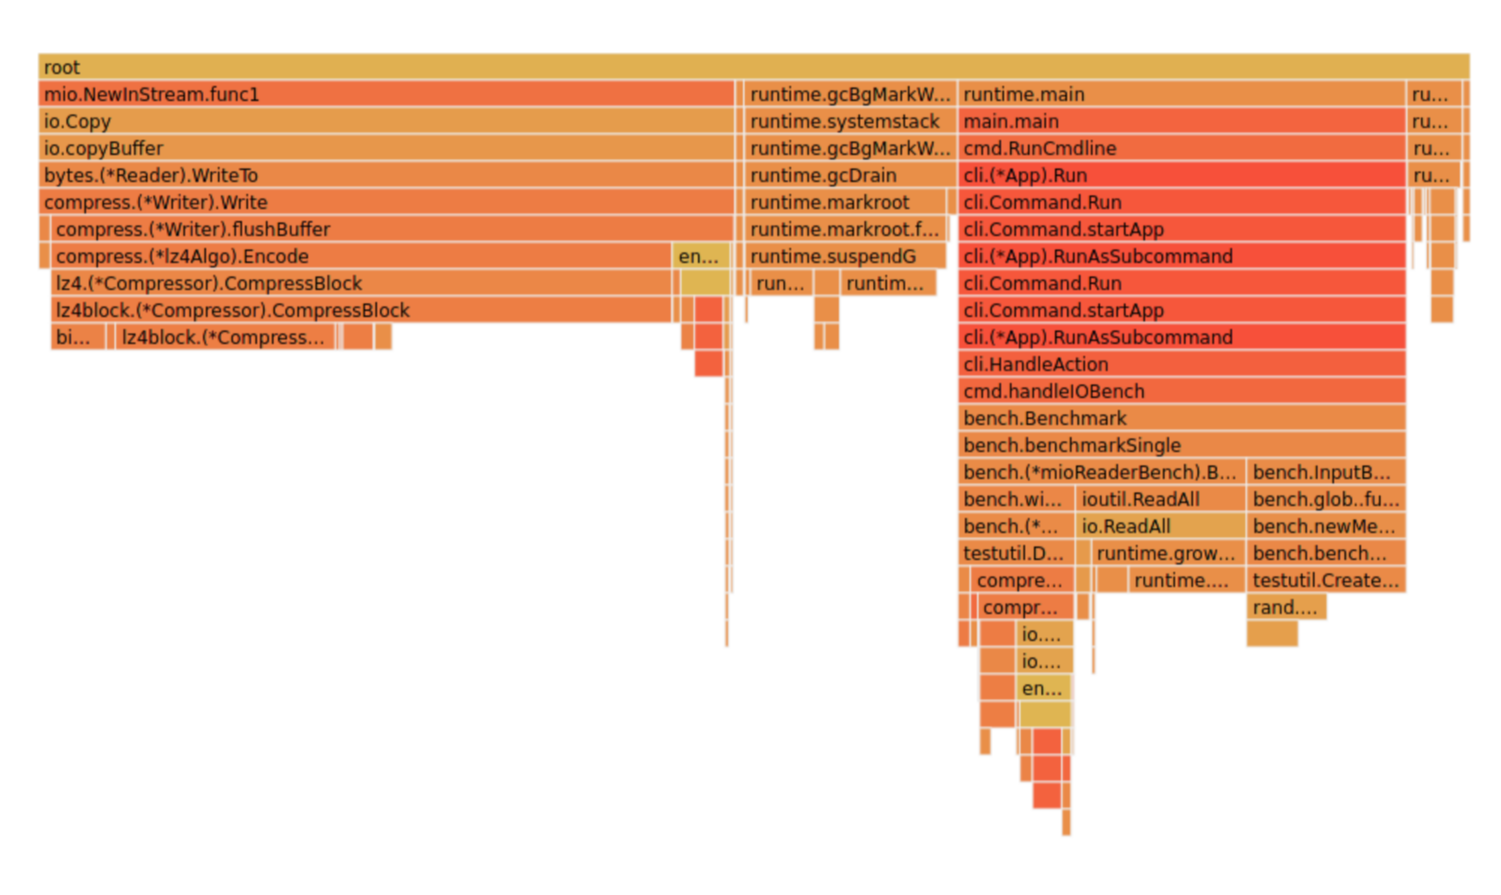 root
mio.NewInStream.func1 runtime.gcBgMarkW... runtime.main ru...
io.Copy runtime.systemstack main.main ru...
io.copyBuffer runtime.gcBgMarkW... cmd.RunCmdline ru...
bytes.(*Reader).WriteTo runtime.gcDrain cli.(*App).Run ru...
compress.(*Writer).Write runtime.markroot cli.Command.Run
compress.(*Writer).flushBuffer runtime.markroot.f... cli.Command.startApp
compress.(*lz4Algo).Encode en... runtime.suspendG cli.(*App).RunAsSubcommand
lz4.(*Compressor).CompressBlock run... runtim... cli.Command.Run
lz4block.(*Compressor).CompressBlock cli.Command.startApp
bi... lz4block.(*Compress... cli.(*App).RunAsSubcommand
cli.HandleAction
cmd.handleIOBench
bench.Benchmark
bench.benchmarkSingle
bench.(*mioReaderBench).B... bench.InputB...
bench.wi... ioutil.ReadAll bench.glob..fu...
bench.(*... io.ReadAll bench.newMe...
testutil.D... runtime.grow... bench.bench...
compre... runtime.... testutil.Create...
compr... rand....
io....
io....
en...